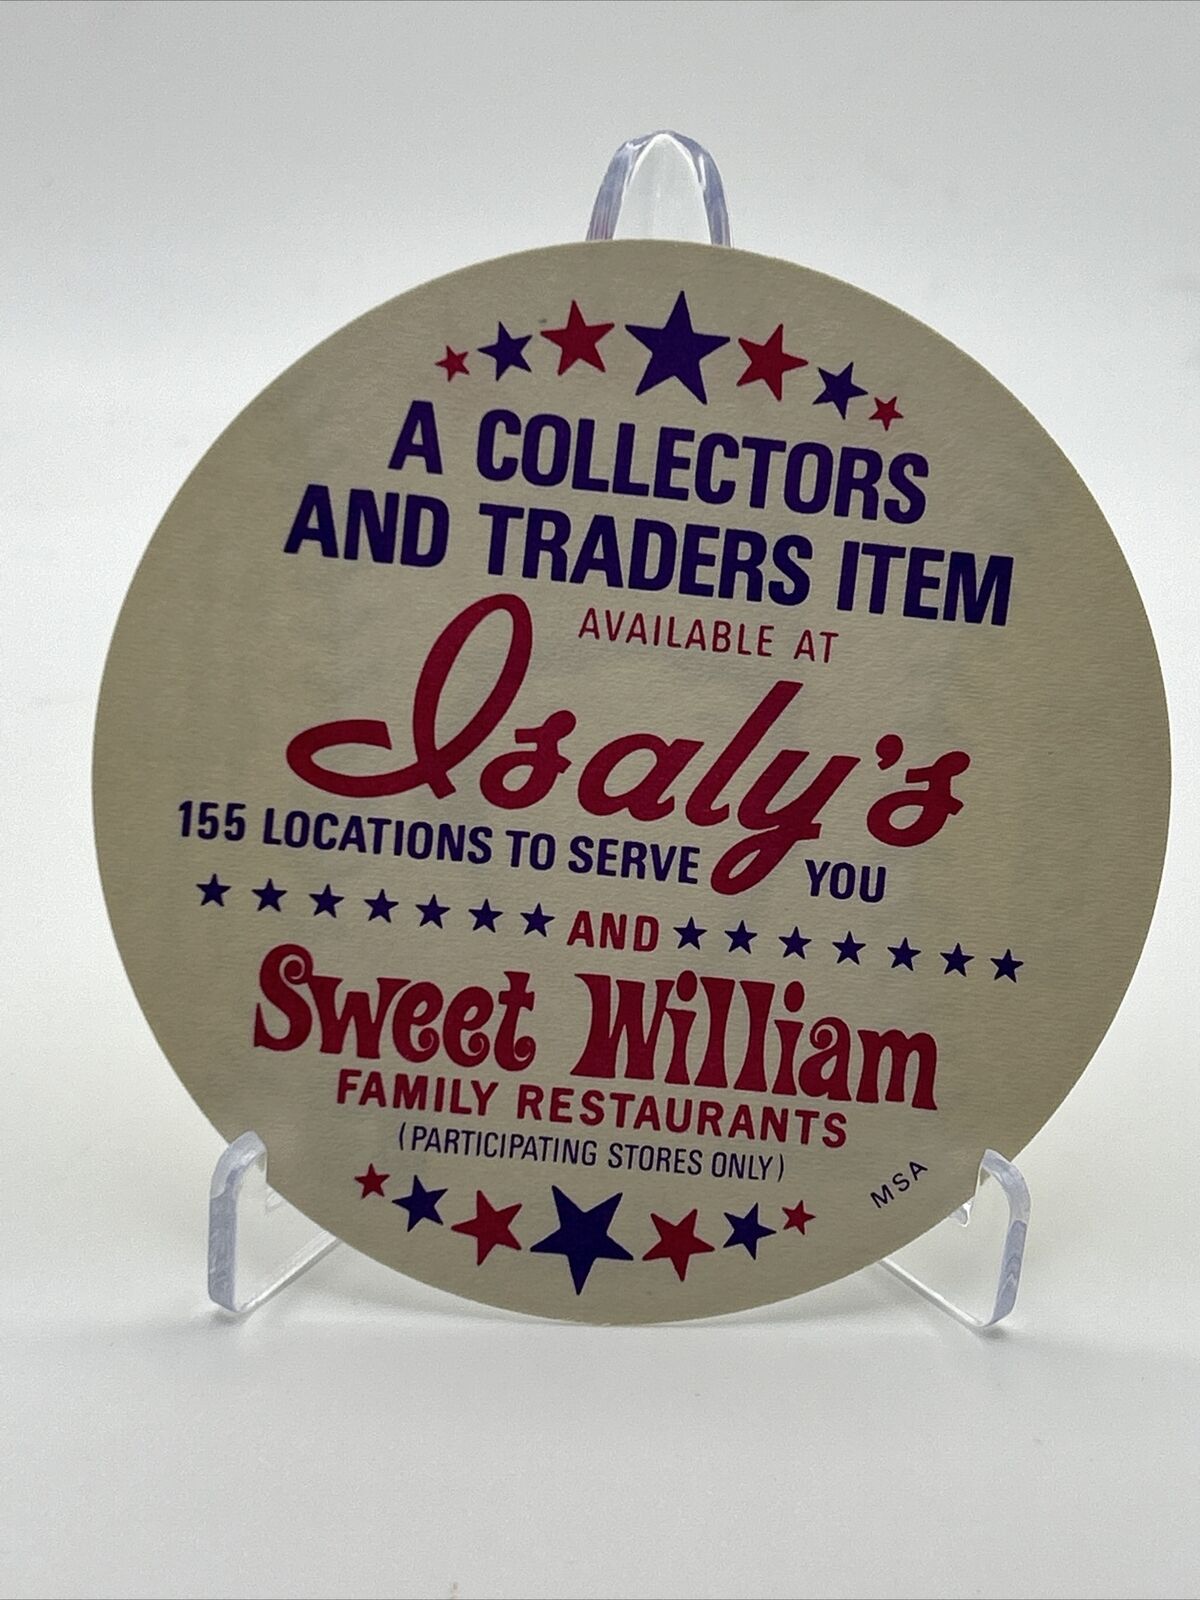 A COLLECTORS
AND TRADERS ITEM
AVAILABLE AT
Isaly's
155 LOCATIONS TO SERVE YOU
AND
Sweet William
FAMILY RESTAURANTS
(PARTICIPATING STORES ONLY)
MSA